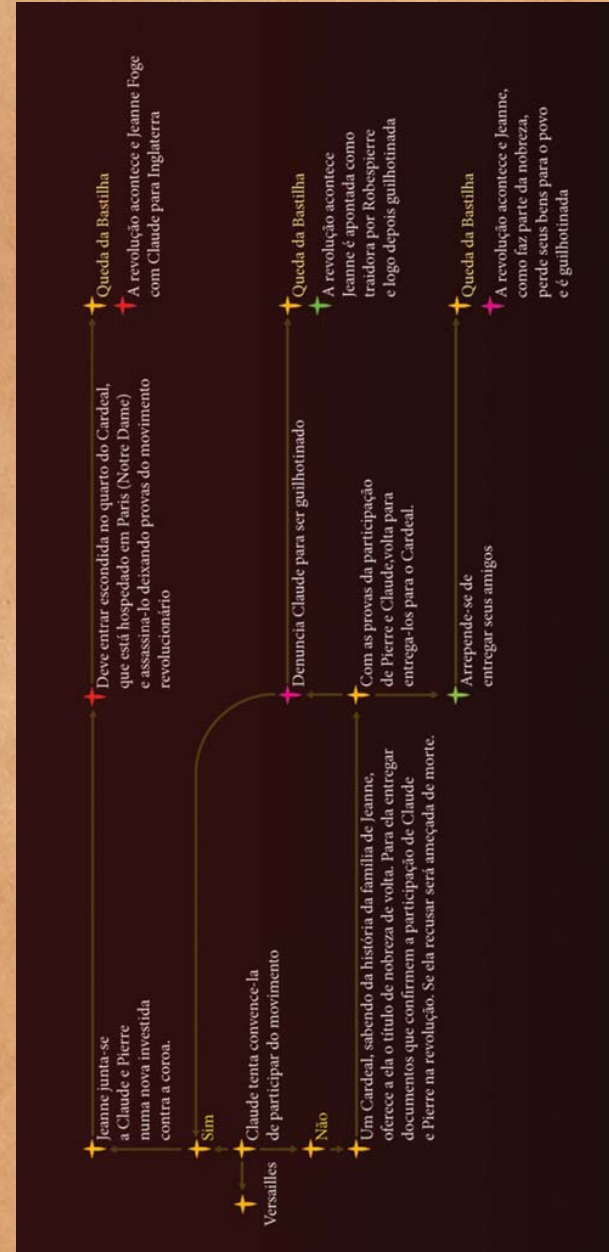 Versailles
Claude tenta convence-la
de participar do movimento
Sim
Jeanne junta-se
a Claude e Pierre
numa nova investida
contra a coroa.
Deve entrar escondida no quarto do Cardeal,
que está hospedado em Paris (Notre Dame)
e assassina-lo deixando provas do movimento
revolucionário
Queda da Bastilha
A revolução acontece e Jeanne Foge
com Claude para Inglaterra
Não
Um Cardeal, sabendo da história da família de Jeanne,
oferece a ela o título de nobreza de volta. Para ela entregar
documentos que confirmem a participação de Claude
e Pierre na revolução. Se ela recusar será ameçada de morte.
Com as provas da participação
de Pierre e Claude,volta para
entrega-los para o Cardeal.
Denuncia Claude para ser guilhotinado
Queda da Bastilha
A revolução acontece
Jeanne é apontada como
traidora por Robespierre
e logo depois guilhotinada
Arrepende-se de
entregar seus amigos
Queda da Bastilha
A revolução acontece e Jeanne,
como faz parte da nobreza,
perde seus bens para o povo
e é guilhotinada